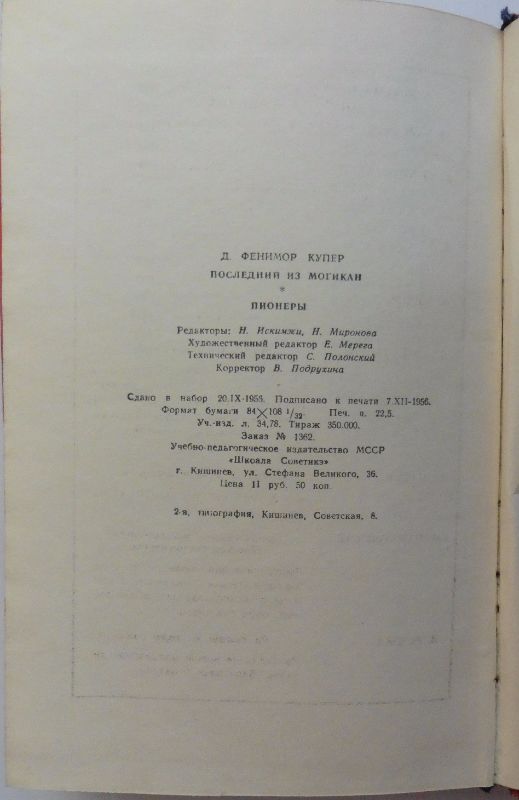 Д. ФЕНИМОР КУПЕР
ПОСЛЕДНИЙ ИЗ МОГИКАН
*
ПИОНЕРЫ
Редакторы: Н. Искимжи, Н. Миронова
Художественный редактор Е. Мерега
Технический редактор С. Полонский
Корректор В. Подрухина
Сдано в набор 20.IX-1956. Подписано к печати 7.XII-1956.
Формат бумаги 84×108 1/32. Печ. л. 22,5.
Уч.-изд. л. 34,78. Тираж 350.000.
Заказ № 1362.
Учебно-педагогическое издательство МССР
«Школа Советикэ»
г. Кишинев, ул. Стефана Великого, 36.
Цена 11 руб. 50 коп.
2-я, типография, Кишинев, Советская, 8.